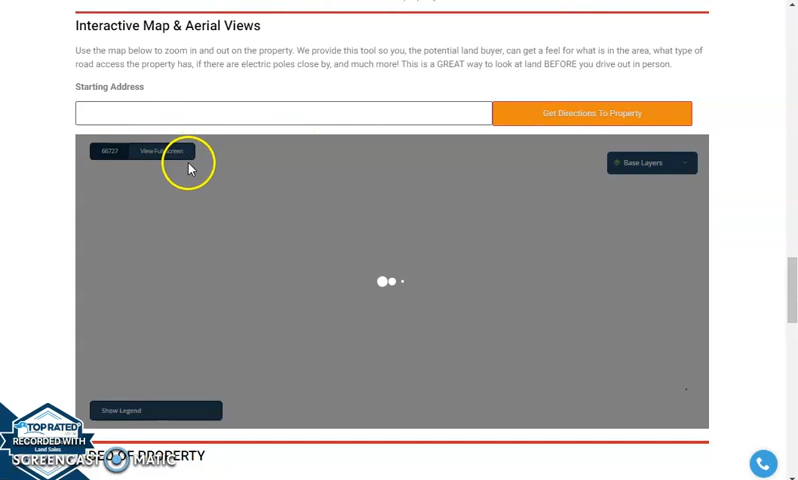 Interactive Map & Aerial Views
Use the map below to zoom in and out on the property. We provide this tool so you, the potential land buyer, can get a feel for what is in the area, what type of
road access the property has, if there are electric poles close by, and much more! This is a GREAT way to look at land BEFORE you drive out in person.
Starting Address
Get Directions To Property
66727 View Fullscreen
Base Layers
Show Legend
TOP RATED
Land Sales
RECORDED WITH
SCREENCAST MATIC
DEO OF PROPERTY